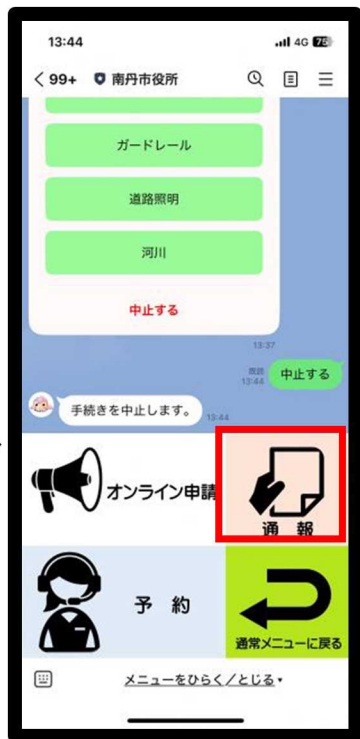 13:44
4G 75
99+ 南丹市役所
ガードレール
道路照明
河川
中止する
13:37
既読
13:44
中止する
手続きを中止します。
13:44
オンライン申請
通 報
予 約
通常メニューに戻る
メニューをひらく/とじる▾